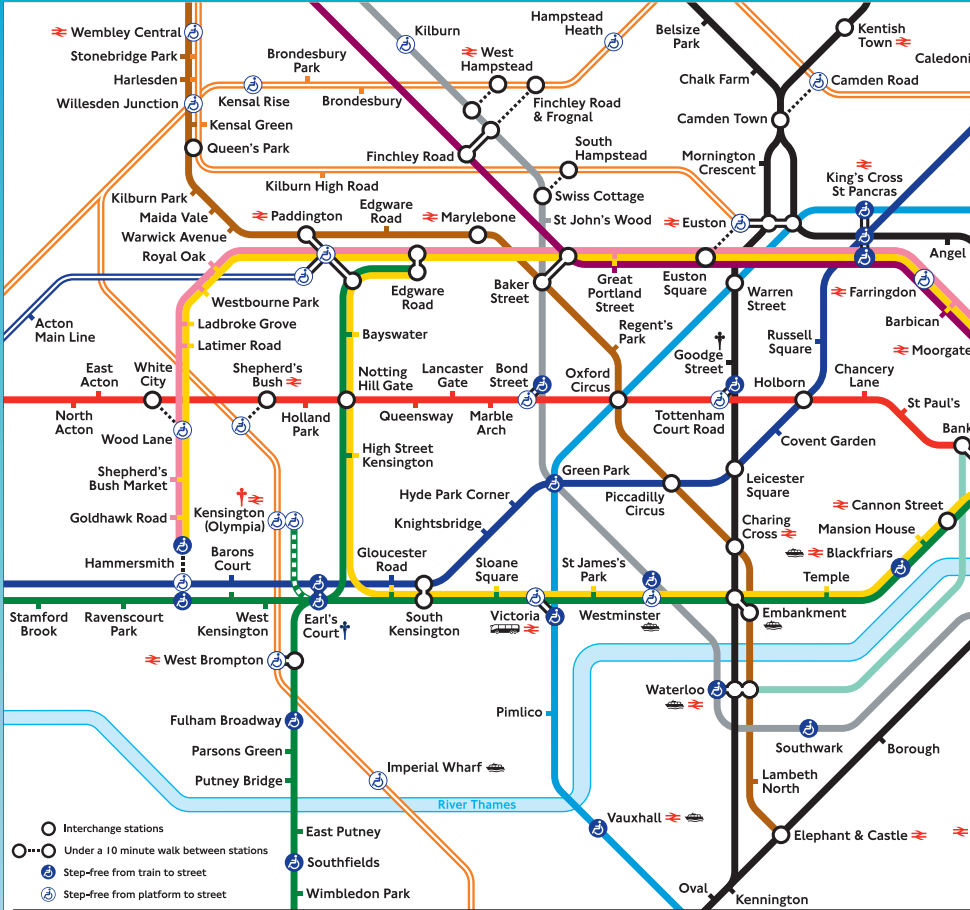 Wembley Central
Stonebridge Park
Harlesden
Willesden Junction
Kensal Green
Queen's Park
Kilburn Park
Maida Vale
Warwick Avenue
Royal Oak
Westbourne Park
Ladbroke Grove
Latimer Road
Acton
Main Line
Brondesbury
Park
Kensal Rise
Brondesbury
Kilburn
West
Hampstead
Hampstead
Heath
Finchley Road
& Frognal
Finchley Road
South
Hampstead
Kilburn High Road
Swiss Cottage
St John's Wood
Belsize
Park
Chalk Farm
Kentish
Town
Caledoni
Camden Road
Camden Town
Mornington
Crescent
King's Cross
St Pancras
Euston
Angel
Paddington
Edgware
Road
Marylebone
Edgware
Road
Baker
Street
Great
Portland
Street
Euston
Square
Warren
Street
Farringdon
Barbican
Moorgate
Bayswater
Regent's
Park
Goodge
Street
Russell
Square
East
Acton
White
City
Shepherd's
Bush
Notting
Hill Gate
Lancaster
Gate
Bond
Street
Oxford
Circus
Holborn
Chancery
Lane
North
Acton
Wood Lane
Holland
Park
Queensway
Marble
Arch
Tottenham
Court Road
St Paul's
Bank
Shepherd's
Bush Market
Goldhawk Road
Hammersmith
Kensington
(Olympia)
High Street
Kensington
Hyde Park Corner
Knightsbridge
Green Park
Piccadilly
Circus
Leicester
Square
Covent Garden
Charing
Cross
Cannon Street
Mansion House
Blackfriars
Temple
Barons
Court
Gloucester
Road
Sloane
Square
St James's
Park
Stamford
Brook
Ravenscourt
Park
West
Kensington
Earl's
Court
South
Kensington
Victoria
Westminster
Embankment
West Brompton
Fulham Broadway
Parsons Green
Putney Bridge
East Putney
Southfields
Wimbledon Park
Imperial Wharf
River Thames
Pimlico
Vauxhall
Waterloo
Southwark
Borough
Lambeth
North
Elephant & Castle
Oval
Kennington
Interchange stations
Under a 10 minute walk between stations
Step-free from train to street
Step-free from platform to street